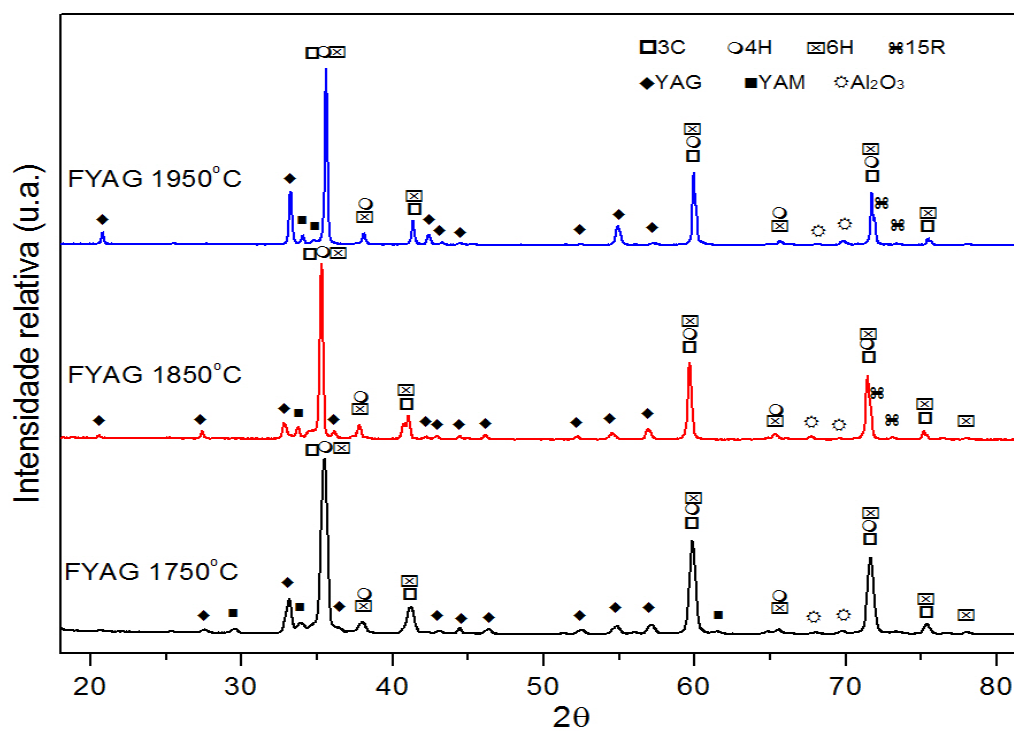 3C 4H 6H 15R
YAG YAM Al₂O₃
FYAG 1950°C
FYAG 1850°C
FYAG 1750°C
Intensidade relativa (u.a.)
20 30 40 50 60 70 80
2θ